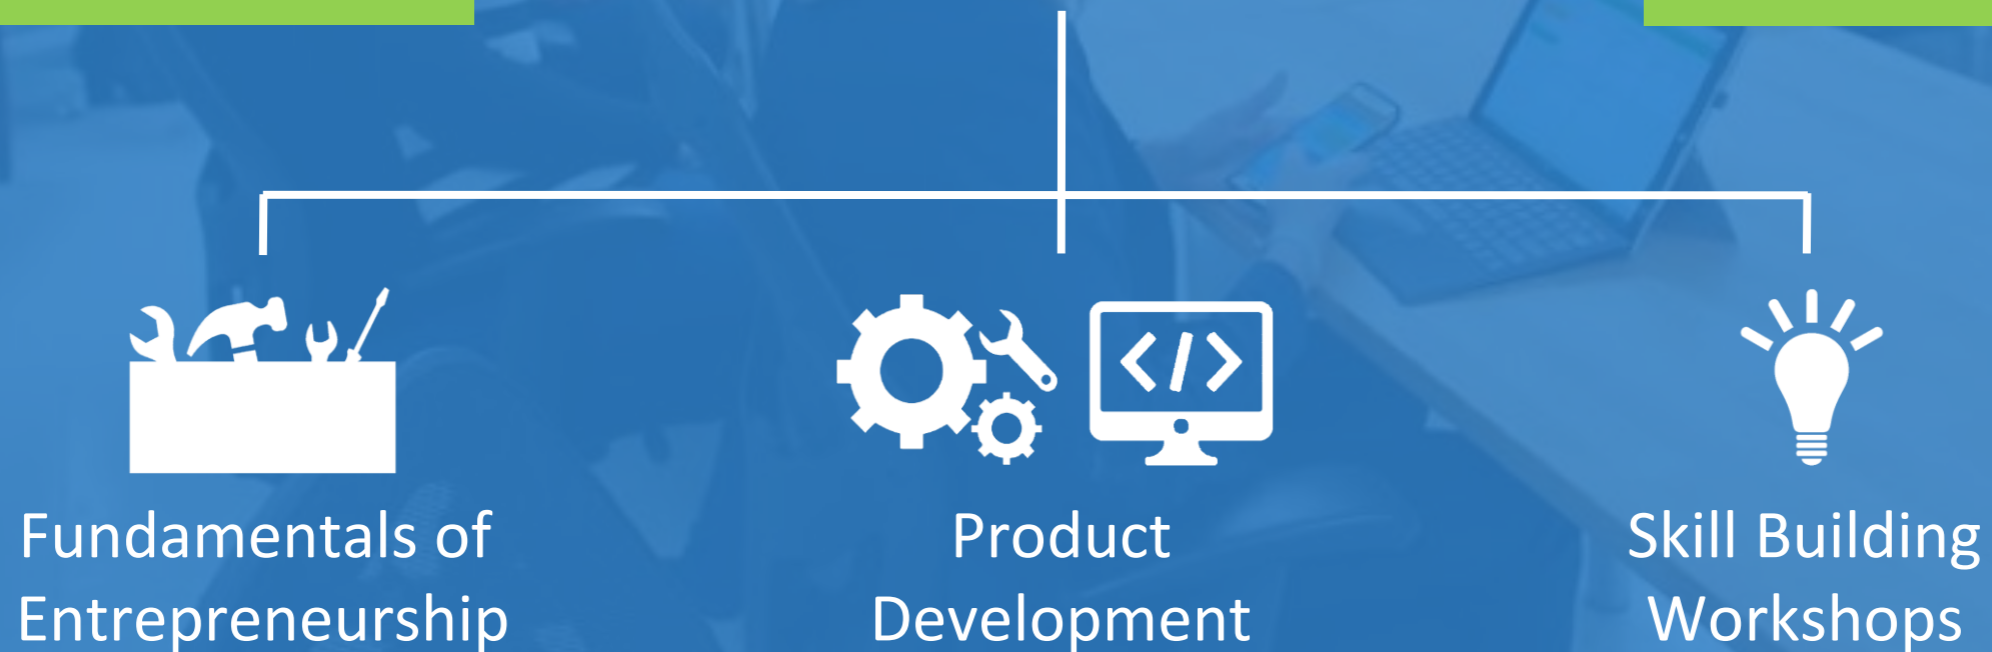 Fundamentals of
Entrepreneurship
Product
Development
Skill Building
Workshops